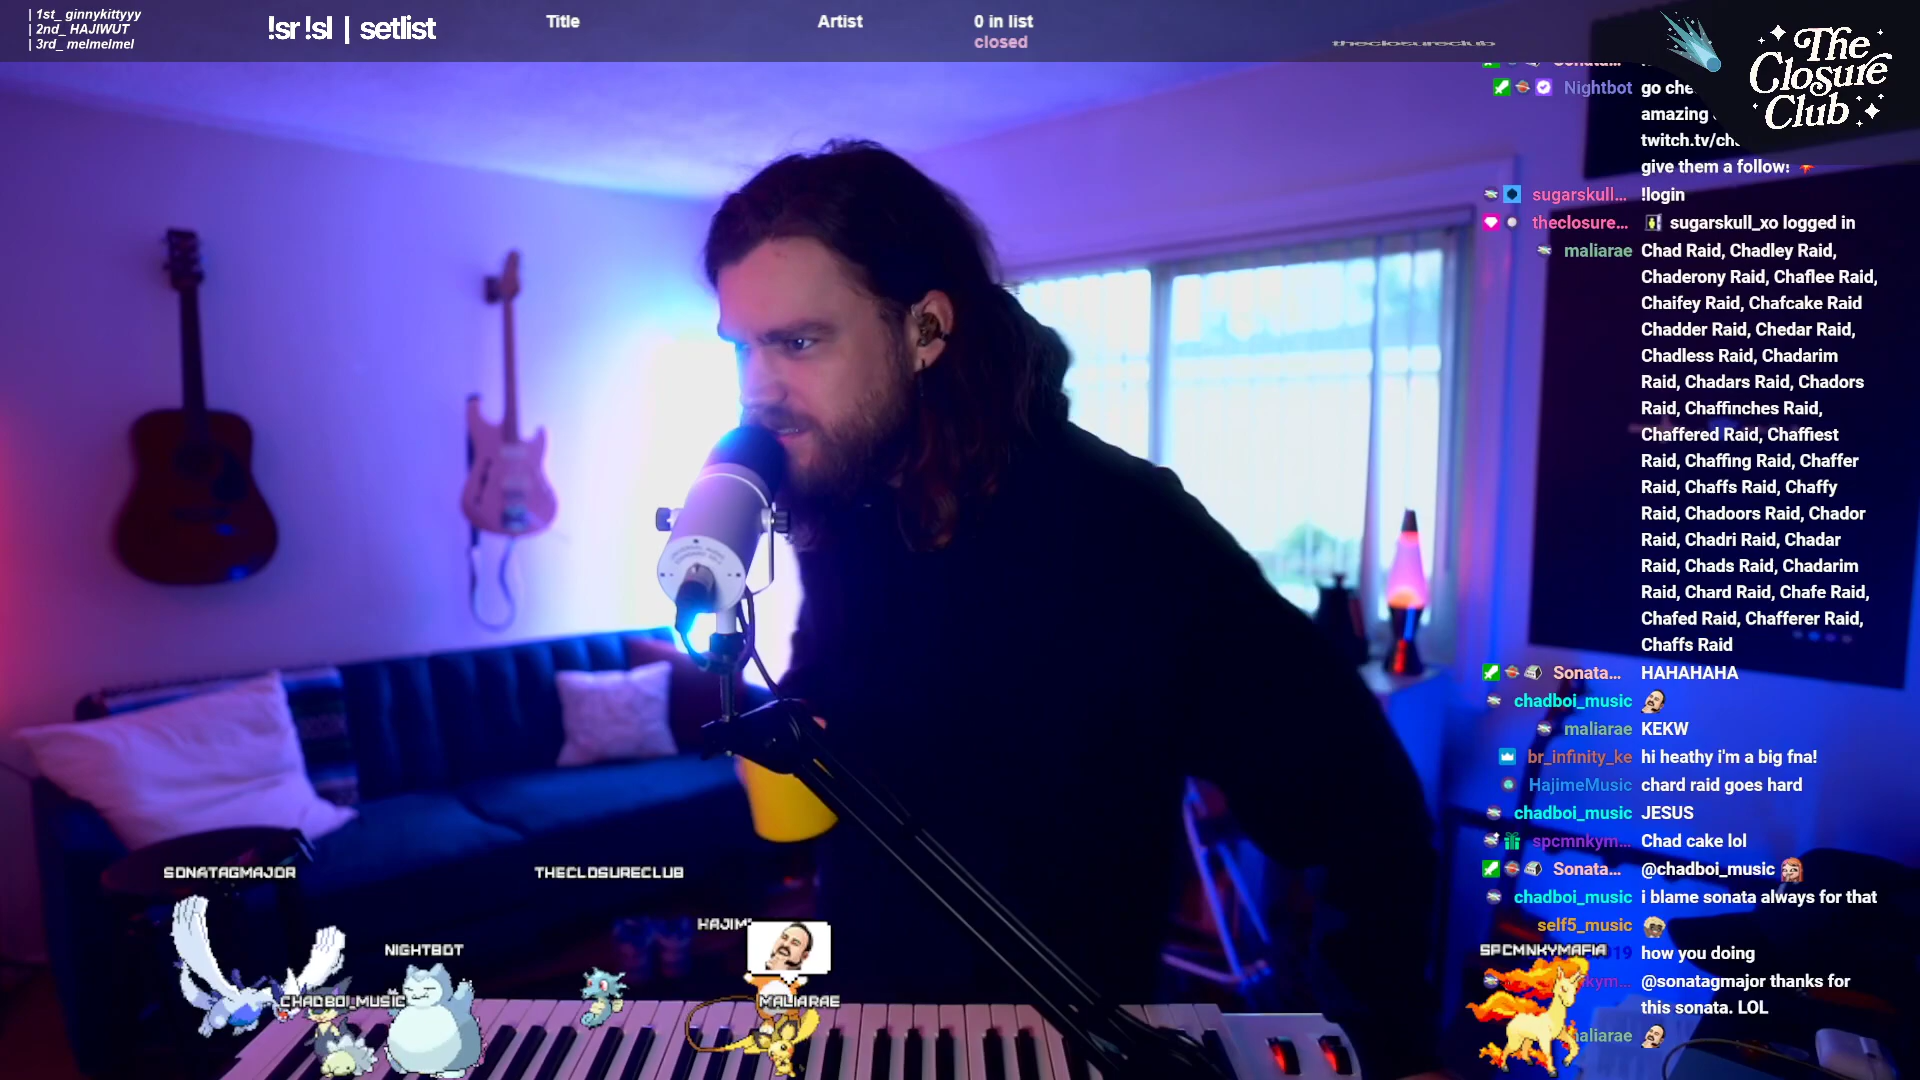 | 1st_ ginnykittyyy
| 2nd_ HAJIWUT
| 3rd_ melmelmel
!sr !sl | setlist
Title
Artist
0 in list
closed
theclosureclub
The
Closure
Club
Sonata...
Nightbot go che
amazing
twitch.tv/ch
give them a follow!
sugarskull... !login
theclosure... sugarskull_xo logged in
maliarae Chad Raid, Chadley Raid,
Chaderony Raid, Chaflee Raid,
Chaifey Raid, Chafcake Raid
Chadder Raid, Chedar Raid,
Chadless Raid, Chadarim
Raid, Chadars Raid, Chadors
Raid, Chaffinches Raid,
Chaffered Raid, Chaffiest
Raid, Chaffing Raid, Chaffer
Raid, Chaffs Raid, Chaffy
Raid, Chadoors Raid, Chador
Raid, Chadri Raid, Chadar
Raid, Chads Raid, Chadarim
Raid, Chard Raid, Chafe Raid,
Chafed Raid, Chafferer Raid,
Chaffs Raid
Sonata... HAHAHAHA
chadboi_music
maliarae KEKW
br_infinity_ke hi heathy i'm a big fna!
HajimeMusic chard raid goes hard
chadboi_music JESUS
spcmnkym... Chad cake lol
Sonata... @chadboi_music
chadboi_music i blame sonata always for that
self5_music
how you doing
kym... @sonatagmajor thanks for
this sonata. LOL
aliarae
SONATAGMAJOR
THECLOSURECLUB
HAJIM
NIGHTBOT
SPCMNKYMAFIA
CHADBOI_MUSIC
MALIARAE